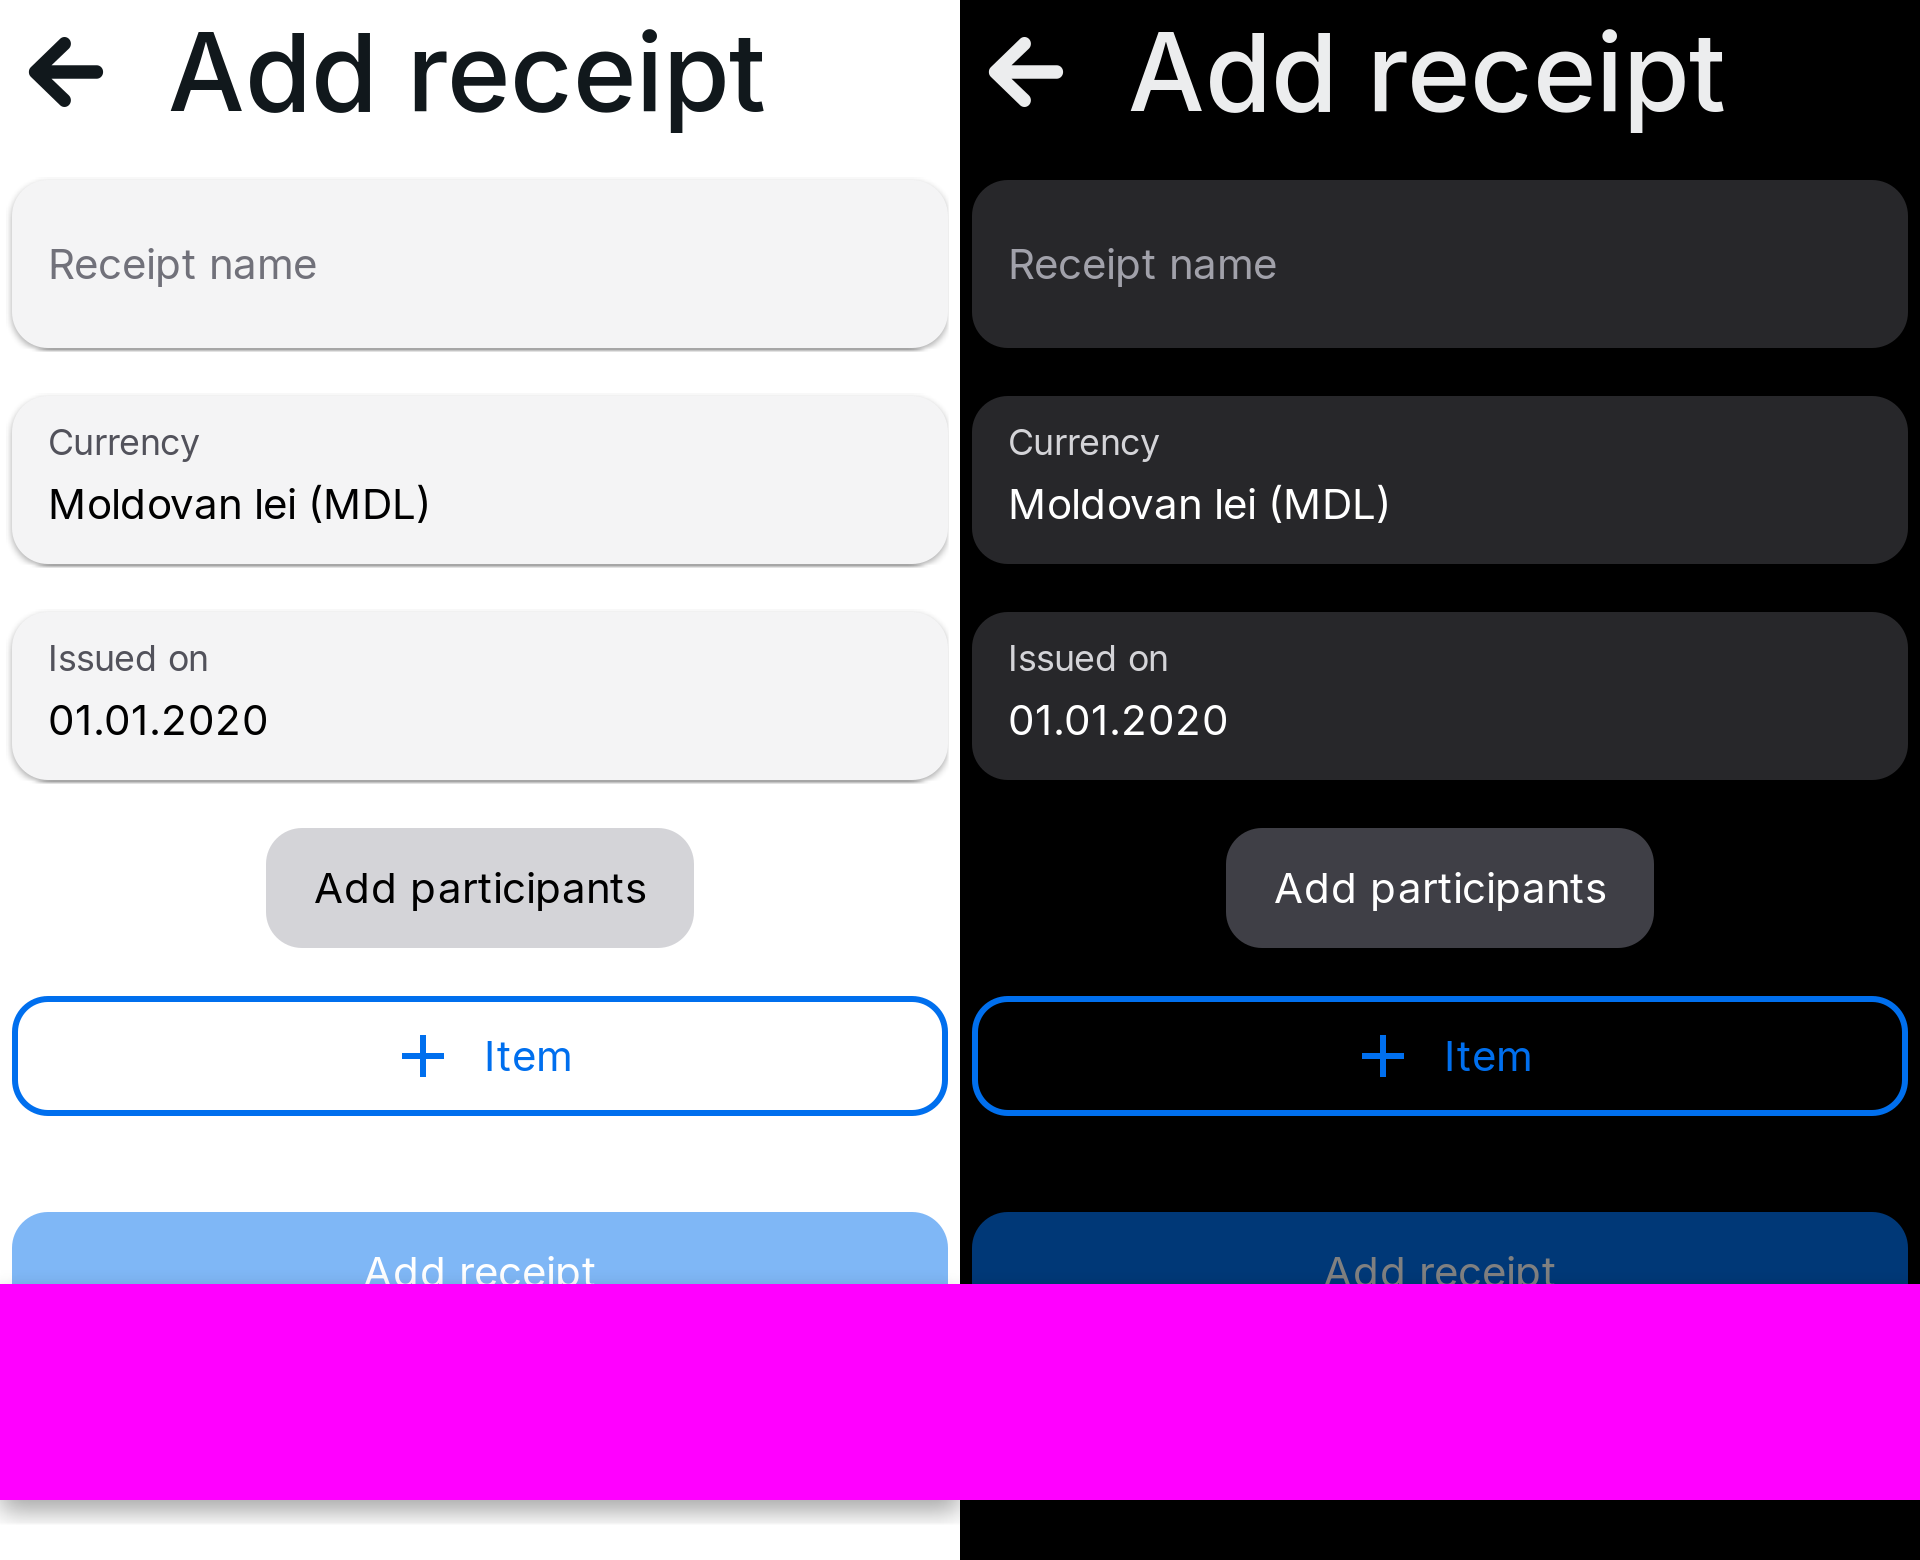 Add receipt
Receipt name
Currency
Moldovan lei (MDL)
Issued on
01.01.2020
Add participants
+ Item
Add receipt
Add receipt
Receipt name
Currency
Moldovan lei (MDL)
Issued on
01.01.2020
Add participants
+ Item
Add receipt